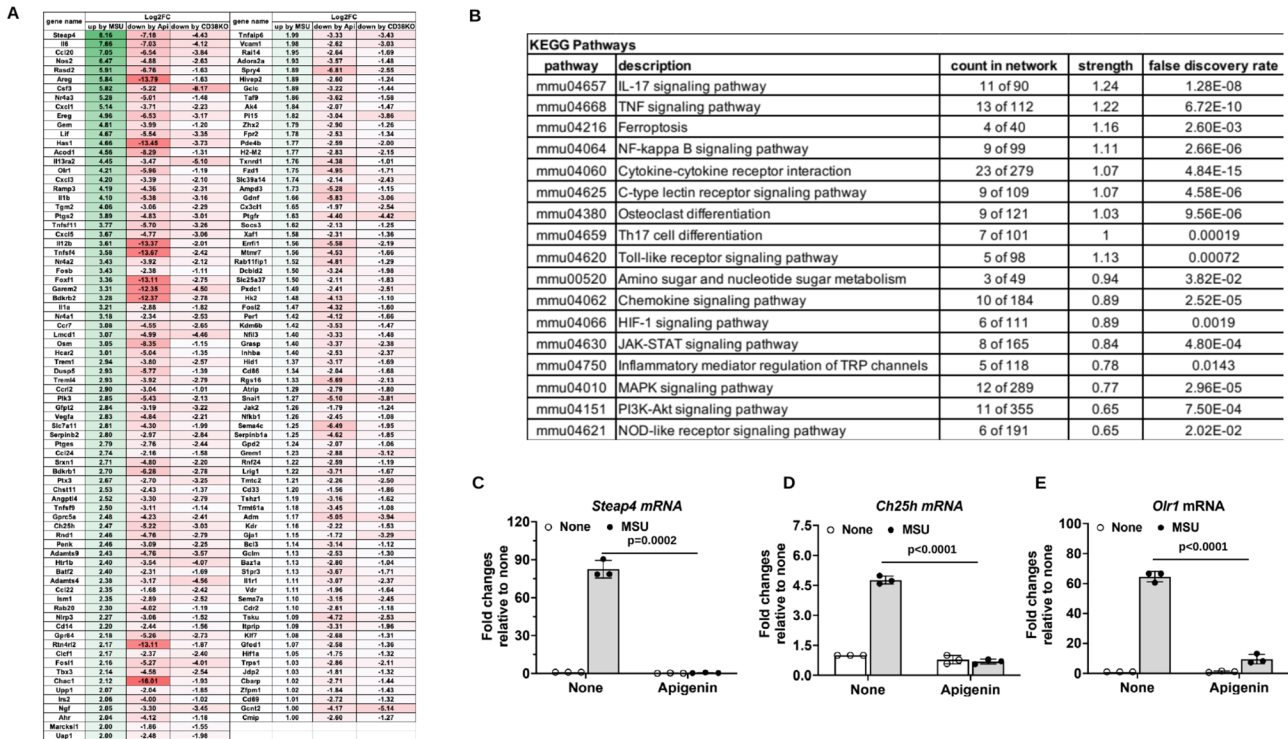 A
gene name Log2FC gene name Log2FC
up by MSU down by Api down by CD38KO up by MSU down by Api down by CD38KO
Steap4 8.16 -7.18 -4.43 Tnfaip6 1.99 -3.33 -3.43
Il6 7.66 -7.03 -4.12 Vcam1 1.98 -2.62 -3.03
Ccl20 7.05 -6.54 -3.84 Rai14 1.95 -2.64 -1.69
Nos2 6.47 -4.88 -2.63 Adora2a 1.93 -3.57 -1.48
Rasd2 5.91 -6.76 -1.63 Spry4 1.89 -6.81 -2.55
Areg 5.84 -13.79 -1.63 Hivep2 1.89 -2.60 -1.24
Csf3 5.82 -5.22 -8.17 Gclc 1.89 -3.22 -1.44
Nr4a3 5.28 -5.01 -1.48 Taf9 1.86 -3.62 -1.58
Cxcl1 5.14 -3.71 -2.23 Ak4 1.84 -2.07 -1.47
Ereg 4.96 -6.53 -3.17 Pi15 1.82 -3.04 -3.86
Gem 4.81 -3.99 -1.20 Zhx2 1.79 -2.90 -1.26
Lif 4.67 -5.54 -3.35 Fpr2 1.78 -2.53 -1.34
Has1 4.66 -13.45 -3.73 Pde4b 1.77 -2.59 -2.00
Acod1 4.56 -8.29 -1.31 H2-M2 1.77 -2.83 -2.15
Il13ra2 4.45 -3.47 -5.10 Txnrd1 1.76 -4.38 -1.01
Olr1 4.21 -5.96 -1.19 Fzd1 1.75 -4.95 -1.71
Cxcl3 4.20 -3.39 -2.10 Slc39a14 1.74 -2.14 -2.43
Ramp3 4.19 -4.36 -2.31 Ampd3 1.73 -5.28 -1.15
Il1b 4.10 -5.38 -3.16 Gdnf 1.66 -5.83 -3.06
Tgm2 4.06 -3.06 -2.29 Cx3cl1 1.65 -1.97 -2.54
Ptgs2 3.89 -4.83 -3.01 Ptgfr 1.63 -4.40 -4.42
Tnfsf11 3.77 -5.70 -3.26 Socs3 1.62 -2.13 -1.25
Cxcl5 3.67 -4.77 -3.06 Xaf1 1.58 -2.31 -1.36
Il12b 3.61 -13.37 -2.01 Errfi1 1.56 -5.58 -2.19
Tnfsf4 3.58 -13.67 -2.42 Mtmr7 1.56 -4.53 -1.66
Nr4a2 3.43 -3.92 -2.12 Rab11fip1 1.52 -4.81 -1.29
Fosb 3.43 -2.38 -1.11 Dcbld2 1.50 -3.24 -1.98
Foxf1 3.36 -13.11 -2.75 Slc25a37 1.50 -2.11 -1.83
Garem2 3.31 -12.35 -4.50 Pxdc1 1.49 -2.41 -2.51
Bdkrb2 3.28 -12.37 -2.78 Hk2 1.48 -4.13 -1.10
Il1a 3.21 -2.88 -1.82 Fosl2 1.47 -4.32 -1.60
Nr4a1 3.18 -2.34 -2.53 Per1 1.42 -4.12 -1.66
Ccr7 3.08 -4.55 -2.65 Kdm6b 1.42 -3.53 -1.47
Lmcd1 3.07 -4.99 -4.46 Nfil3 1.40 -3.33 -1.48
Osm 3.05 -6.35 -1.15 Grasp 1.40 -3.37 -2.38
Hcar2 3.01 -5.04 -1.35 Inhba 1.40 -2.53 -2.37
Trem1 2.94 -3.80 -2.57 Hid1 1.37 -3.17 -1.69
Dusp5 2.93 -5.77 -1.39 Cd86 1.34 -2.04 -1.68
Treml4 2.93 -3.92 -2.79 Rgs16 1.33 -5.69 -2.13
Ccrl2 2.90 -3.04 -1.01 Atrip 1.29 -2.79 -1.80
Plk3 2.85 -5.43 -2.13 Snai1 1.27 -5.10 -3.81
Gfpt2 2.84 -3.19 -3.22 Jak2 1.26 -1.79 -1.24
Vegfa 2.83 -4.84 -2.21 Nfkb1 1.26 -2.45 -1.08
Slc7a11 2.81 -4.30 -1.99 Sema4c 1.25 -6.49 -1.95
Serpinb2 2.80 -2.97 -2.84 Serpinb1a 1.25 -4.62 -1.85
Ptges 2.79 -2.76 -2.44 Gpd2 1.24 -2.07 -1.06
Ccl24 2.74 -2.16 -1.58 Grem1 1.23 -2.88 -3.12
Srxn1 2.71 -4.80 -2.20 Rnf24 1.22 -2.59 -1.19
Bdkrb1 2.70 -6.28 -2.78 Lrig1 1.22 -3.71 -1.67
Ptx3 2.67 -2.70 -3.25 Tmtc2 1.21 -2.26 -2.50
Chst11 2.53 -2.43 -1.37 Cd33 1.20 -1.56 -1.86
Angptl4 2.52 -3.30 -2.79 Tshz1 1.19 -3.16 -1.62
Tnfsf9 2.50 -3.11 -1.14 Trmt61a 1.18 -3.45 -1.08
Gprc5a 2.48 -4.23 -2.41 Adm 1.17 -5.05 -3.94
Ch25h 2.47 -5.22 -3.03 Kdr 1.16 -2.22 -1.53
Rnd1 2.46 -4.76 -2.79 Gja1 1.15 -1.72 -3.29
Penk 2.46 -3.09 -2.25 Bcl3 1.14 -3.14 -1.36
Adamts9 2.43 -4.76 -3.57 Gclm 1.13 -2.53 -1.30
Htr1b 2.40 -3.54 -4.07 Baz1a 1.13 -2.80 -1.04
Batf2 2.40 -2.31 -1.69 S1pr3 1.13 -3.67 -1.71
Adamts4 2.38 -3.17 -4.56 Il1r1 1.11 -3.07 -2.37
Ccl22 2.35 -1.68 -2.42 Vdr 1.11 -1.96 -1.64
Ism1 2.35 -2.89 -2.52 Sema7a 1.10 -3.15 -2.45
Rab20 2.30 -4.02 -1.19 Cdr2 1.10 -2.61 -1.18
Nlrp3 2.27 -3.06 -1.52 Tsku 1.09 -4.72 -2.53
Cd14 2.20 -2.44 -1.56 Itprip 1.09 -3.31 -1.96
Gpr84 2.18 -5.26 -2.73 Klf7 1.08 -2.68 -1.31
Rtn4rl2 2.17 -13.11 -1.87 Gfod1 1.07 -2.58 -1.36
Clcf1 2.17 -2.37 -2.40 Hif1a 1.05 -1.75 -1.32
Fosl1 2.16 -5.27 -4.01 Trps1 1.03 -2.86 -2.11
Tbx3 2.14 -4.58 -2.54 Jdp2 1.03 -1.81 -1.32
Chac1 2.12 -16.01 -1.93 Cbarp 1.02 -2.71 -1.44
Upp1 2.07 -2.04 -1.85 Zfpm1 1.02 -1.84 -1.43
Irs2 2.06 -4.00 -1.02 Cd69 1.01 -2.72 -1.32
Ngf 2.05 -3.30 -3.45 Gcnt2 1.00 -4.17 -5.14
Ahr 2.04 -4.12 -1.18 Cmip 1.00 -2.60 -1.27
Marcksl1 2.00 -1.86 -1.55
Uap1 2.00 -2.48 -1.98
B
KEGG Pathways
pathway description count in network strength false discovery rate
mmu04657 IL-17 signaling pathway 11 of 90 1.24 1.28E-08
mmu04668 TNF signaling pathway 13 of 112 1.22 6.72E-10
mmu04216 Ferroptosis 4 of 40 1.16 2.60E-03
mmu04064 NF-kappa B signaling pathway 9 of 99 1.11 2.66E-06
mmu04060 Cytokine-cytokine receptor interaction 23 of 279 1.07 4.84E-15
mmu04625 C-type lectin receptor signaling pathway 9 of 109 1.07 4.58E-06
mmu04380 Osteoclast differentiation 9 of 121 1.03 9.56E-06
mmu04659 Th17 cell differentiation 7 of 101 1 0.00019
mmu04620 Toll-like receptor signaling pathway 5 of 98 1.13 0.00072
mmu00520 Amino sugar and nucleotide sugar metabolism 3 of 49 0.94 3.82E-02
mmu04062 Chemokine signaling pathway 10 of 184 0.89 2.52E-05
mmu04066 HIF-1 signaling pathway 6 of 111 0.89 0.0019
mmu04630 JAK-STAT signaling pathway 8 of 165 0.84 4.80E-04
mmu04750 Inflammatory mediator regulation of TRP channels 5 of 118 0.78 0.0143
mmu04010 MAPK signaling pathway 12 of 289 0.77 2.96E-05
mmu04151 PI3K-Akt signaling pathway 11 of 355 0.65 7.50E-04
mmu04621 NOD-like receptor signaling pathway 6 of 191 0.65 2.02E-02
C
Steap4 mRNA
None MSU
p=0.0002
Fold changes
relative to none
120
90
60
30
0
None Apigenin
D
Ch25h mRNA
None MSU
p<0.0001
Fold changes
relative to none
7.5
6.0
4.5
3.0
1.5
0.0
None Apigenin
E
Olr1 mRNA
None MSU
p<0.0001
Fold changes
relative to none
100
80
60
40
20
0
None Apigenin